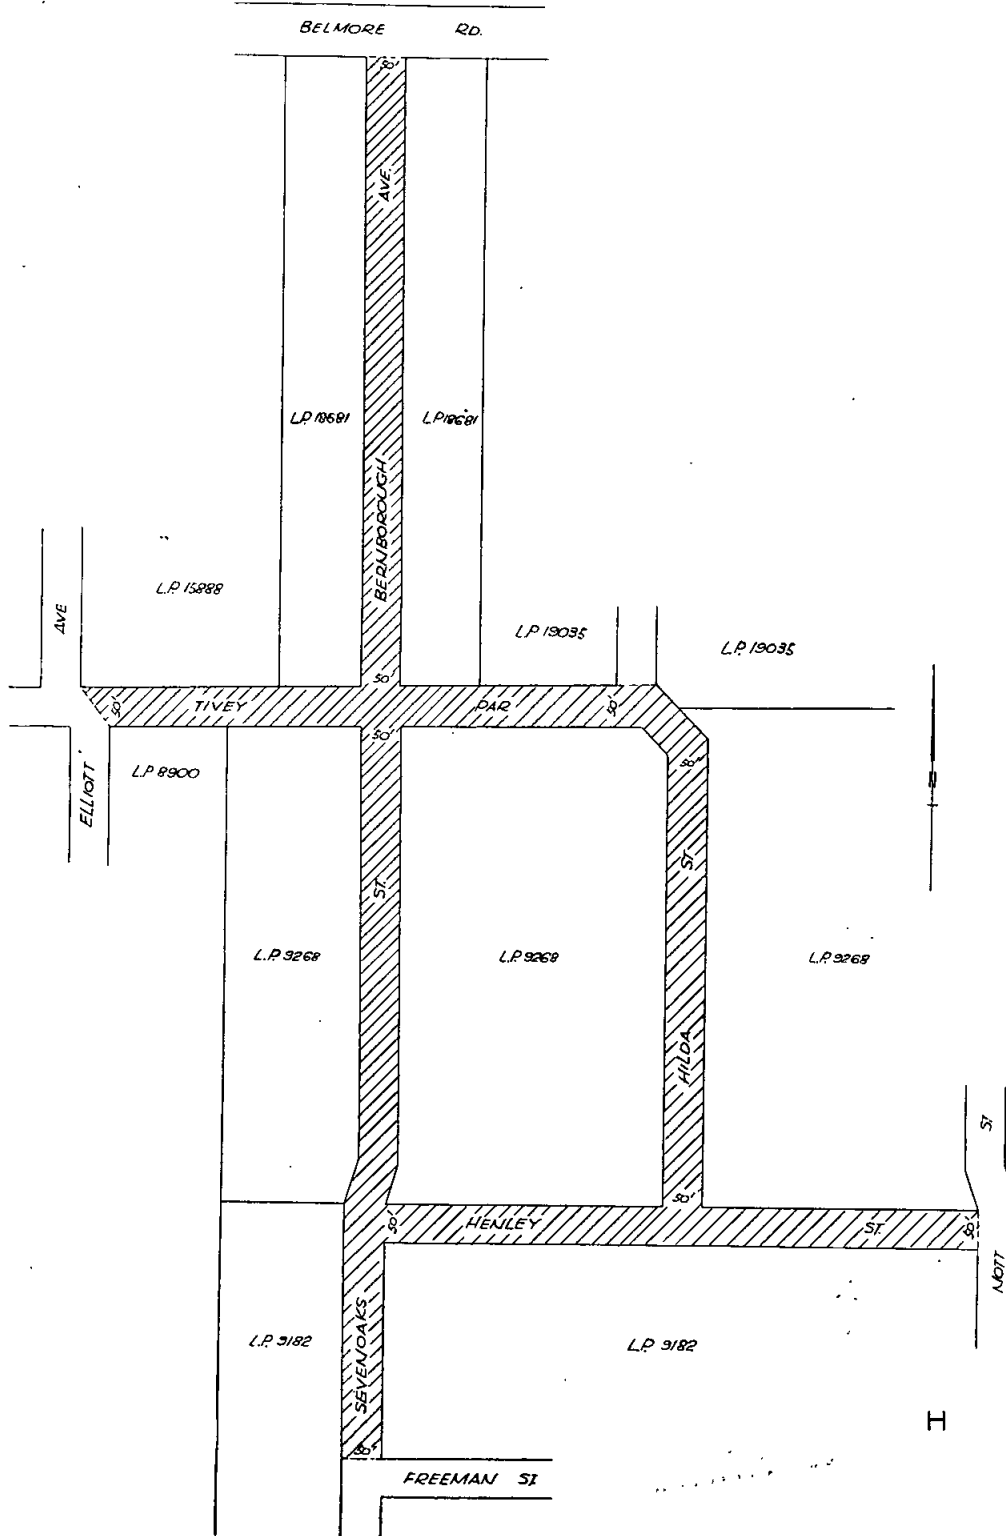 BELMORE RD.
50'
AVE.
L.P. 18681
L.P. 18681
BERNBOROUGH
L.P. 15888
AVE
L.P. 19035
L.P. 19035
50'
TIVEY PAR
50'
50'
50'
50'
L.P. 8900
ELLIOTT
ST.
ST.
N
L.P. 9268
L.P. 9268
L.P. 9268
HILDA
ST
50'
50'
HENLEY ST.
50'
NOTT
SEVENOAKS
L.P. 9182
L.P. 9182
50'
H
FREEMAN ST